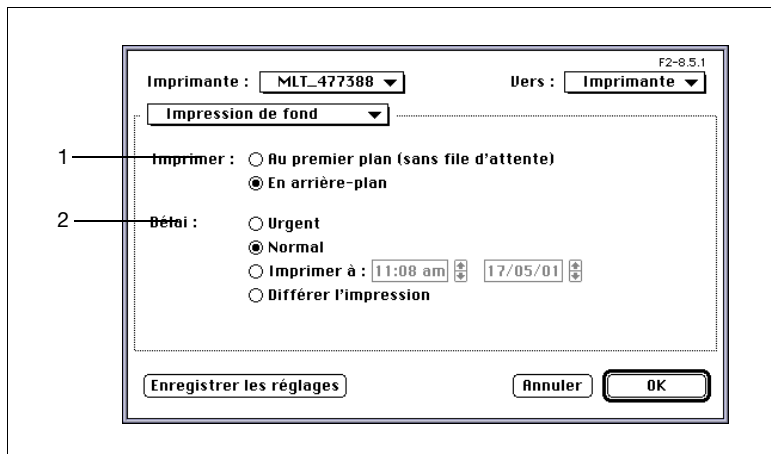 F2-8.5.1
Imprimante : MLT_477388 Vers : Imprimante
Impression de fond
1 Imprimer : Au premier plan (sans file d'attente)
En arrière-plan
2 Délai : Urgent
Normal
Imprimer à : 11:08 am 17/05/01
Différer l'impression
Enregistrer les réglages Annuler OK